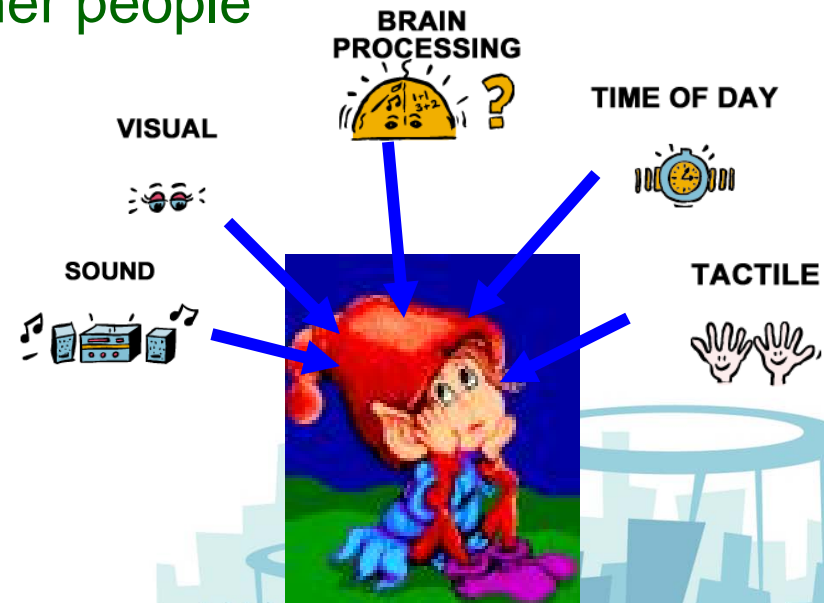 people
BRAIN
PROCESSING
TIME OF DAY
VISUAL
SOUND
TACTILE